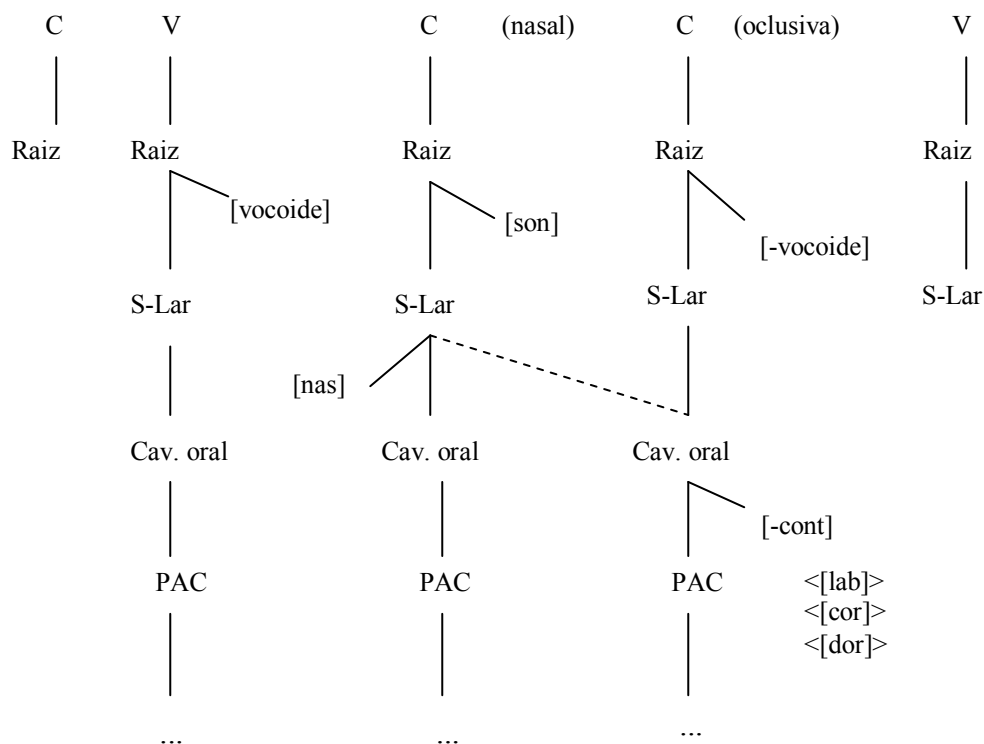 C V C (nasal) C (oclusiva) V
Raiz Raiz Raiz Raiz Raiz
[vocoide] [son] [-vocoide]
S-Lar S-Lar S-Lar S-Lar
[nas]
Cav. oral Cav. oral Cav. oral
[-cont]
PAC PAC PAC <[lab]>
<[cor]>
<[dor]>
... ... ...